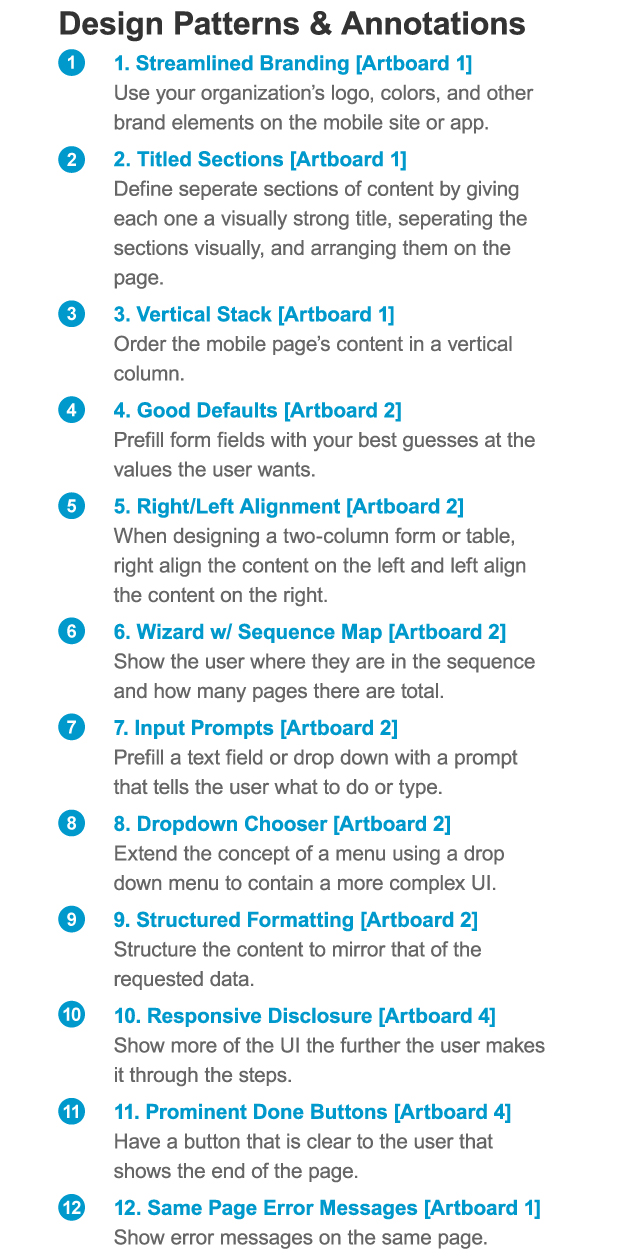 Design Patterns & Annotations
1 1. Streamlined Branding [Artboard 1]
Use your organization’s logo, colors, and other
brand elements on the mobile site or app.
2 2. Titled Sections [Artboard 1]
Define seperate sections of content by giving
each one a visually strong title, seperating the
sections visually, and arranging them on the
page.
3 3. Vertical Stack [Artboard 1]
Order the mobile page’s content in a vertical
column.
4 4. Good Defaults [Artboard 2]
Prefill form fields with your best guesses at the
values the user wants.
5 5. Right/Left Alignment [Artboard 2]
When designing a two-column form or table,
right align the content on the left and left align
the content on the right.
6 6. Wizard w/ Sequence Map [Artboard 2]
Show the user where they are in the sequence
and how many pages there are total.
7 7. Input Prompts [Artboard 2]
Prefill a text field or drop down with a prompt
that tells the user what to do or type.
8 8. Dropdown Chooser [Artboard 2]
Extend the concept of a menu using a drop
down menu to contain a more complex UI.
9 9. Structured Formatting [Artboard 2]
Structure the content to mirror that of the
requested data.
10 10. Responsive Disclosure [Artboard 4]
Show more of the UI the further the user makes
it through the steps.
11 11. Prominent Done Buttons [Artboard 4]
Have a button that is clear to the user that
shows the end of the page.
12 12. Same Page Error Messages [Artboard 1]
Show error messages on the same page.